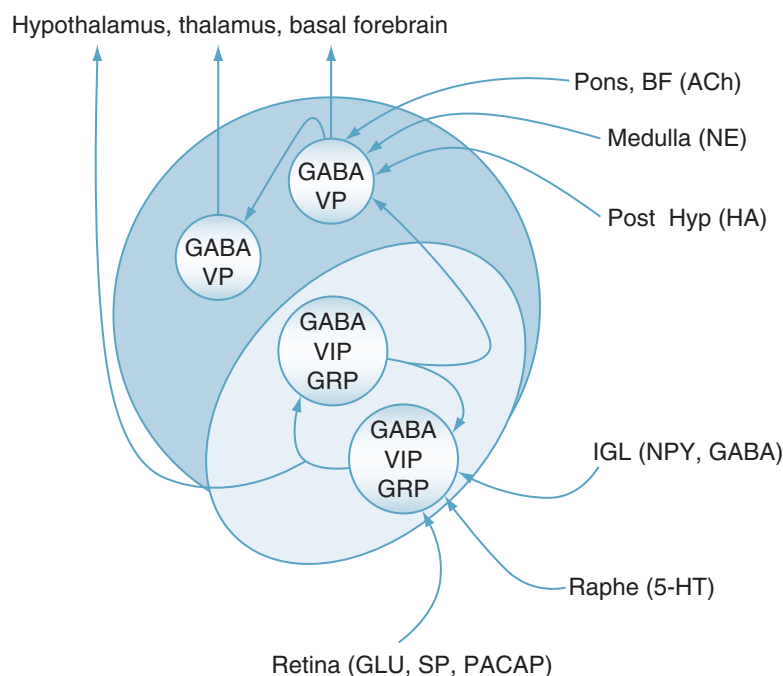 Hypothalamus, thalamus, basal forebrain
Pons, BF (ACh)
Medulla (NE)
GABA
VP
Post Hyp (HA)
GABA
VP
GABA
VIP
GRP
GABA
VIP
GRP
IGL (NPY, GABA)
Raphe (5-HT)
Retina (GLU, SP, PACAP)